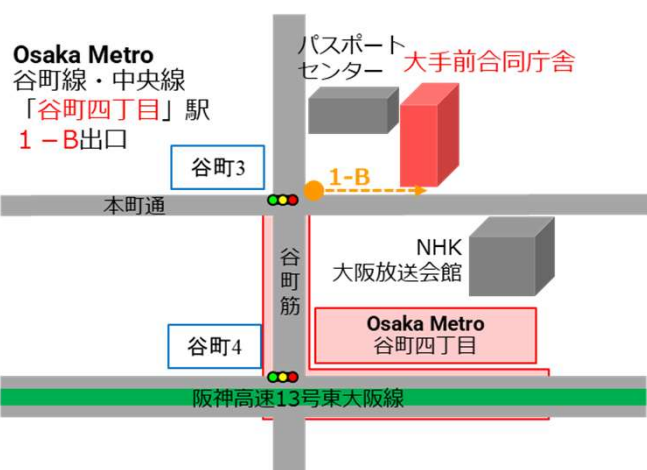 Osaka Metro
谷町線・中央線
「谷町四丁目」駅
１－B出口
パスポート
センター
大手前合同庁舎
谷町3
1-B
本町通
谷町筋
NHK
大阪放送会館
Osaka Metro
谷町四丁目
谷町4
阪神高速13号東大阪線